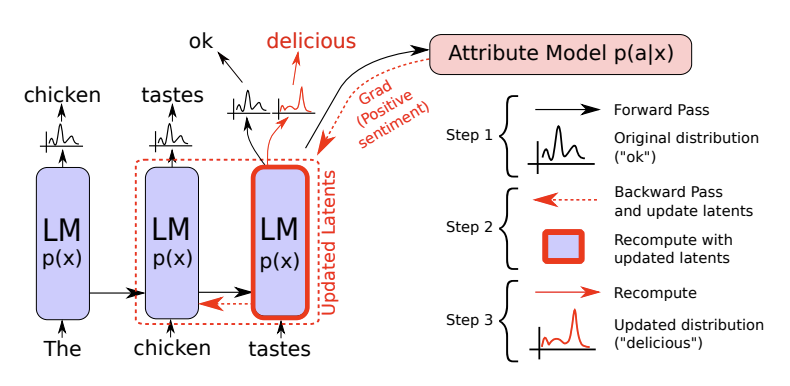 ok
delicious
Attribute Model p(a|x)
chicken
tastes
Grad
(Positive
sentiment)
LM
p(x)
LM
p(x)
LM
p(x)
Updated Latents
The
chicken
tastes
Step 1
Forward Pass
Original distribution
("ok")
Step 2
Backward Pass
and update latents
Recompute with
updated latents
Step 3
Recompute
Updated distribution
("delicious")